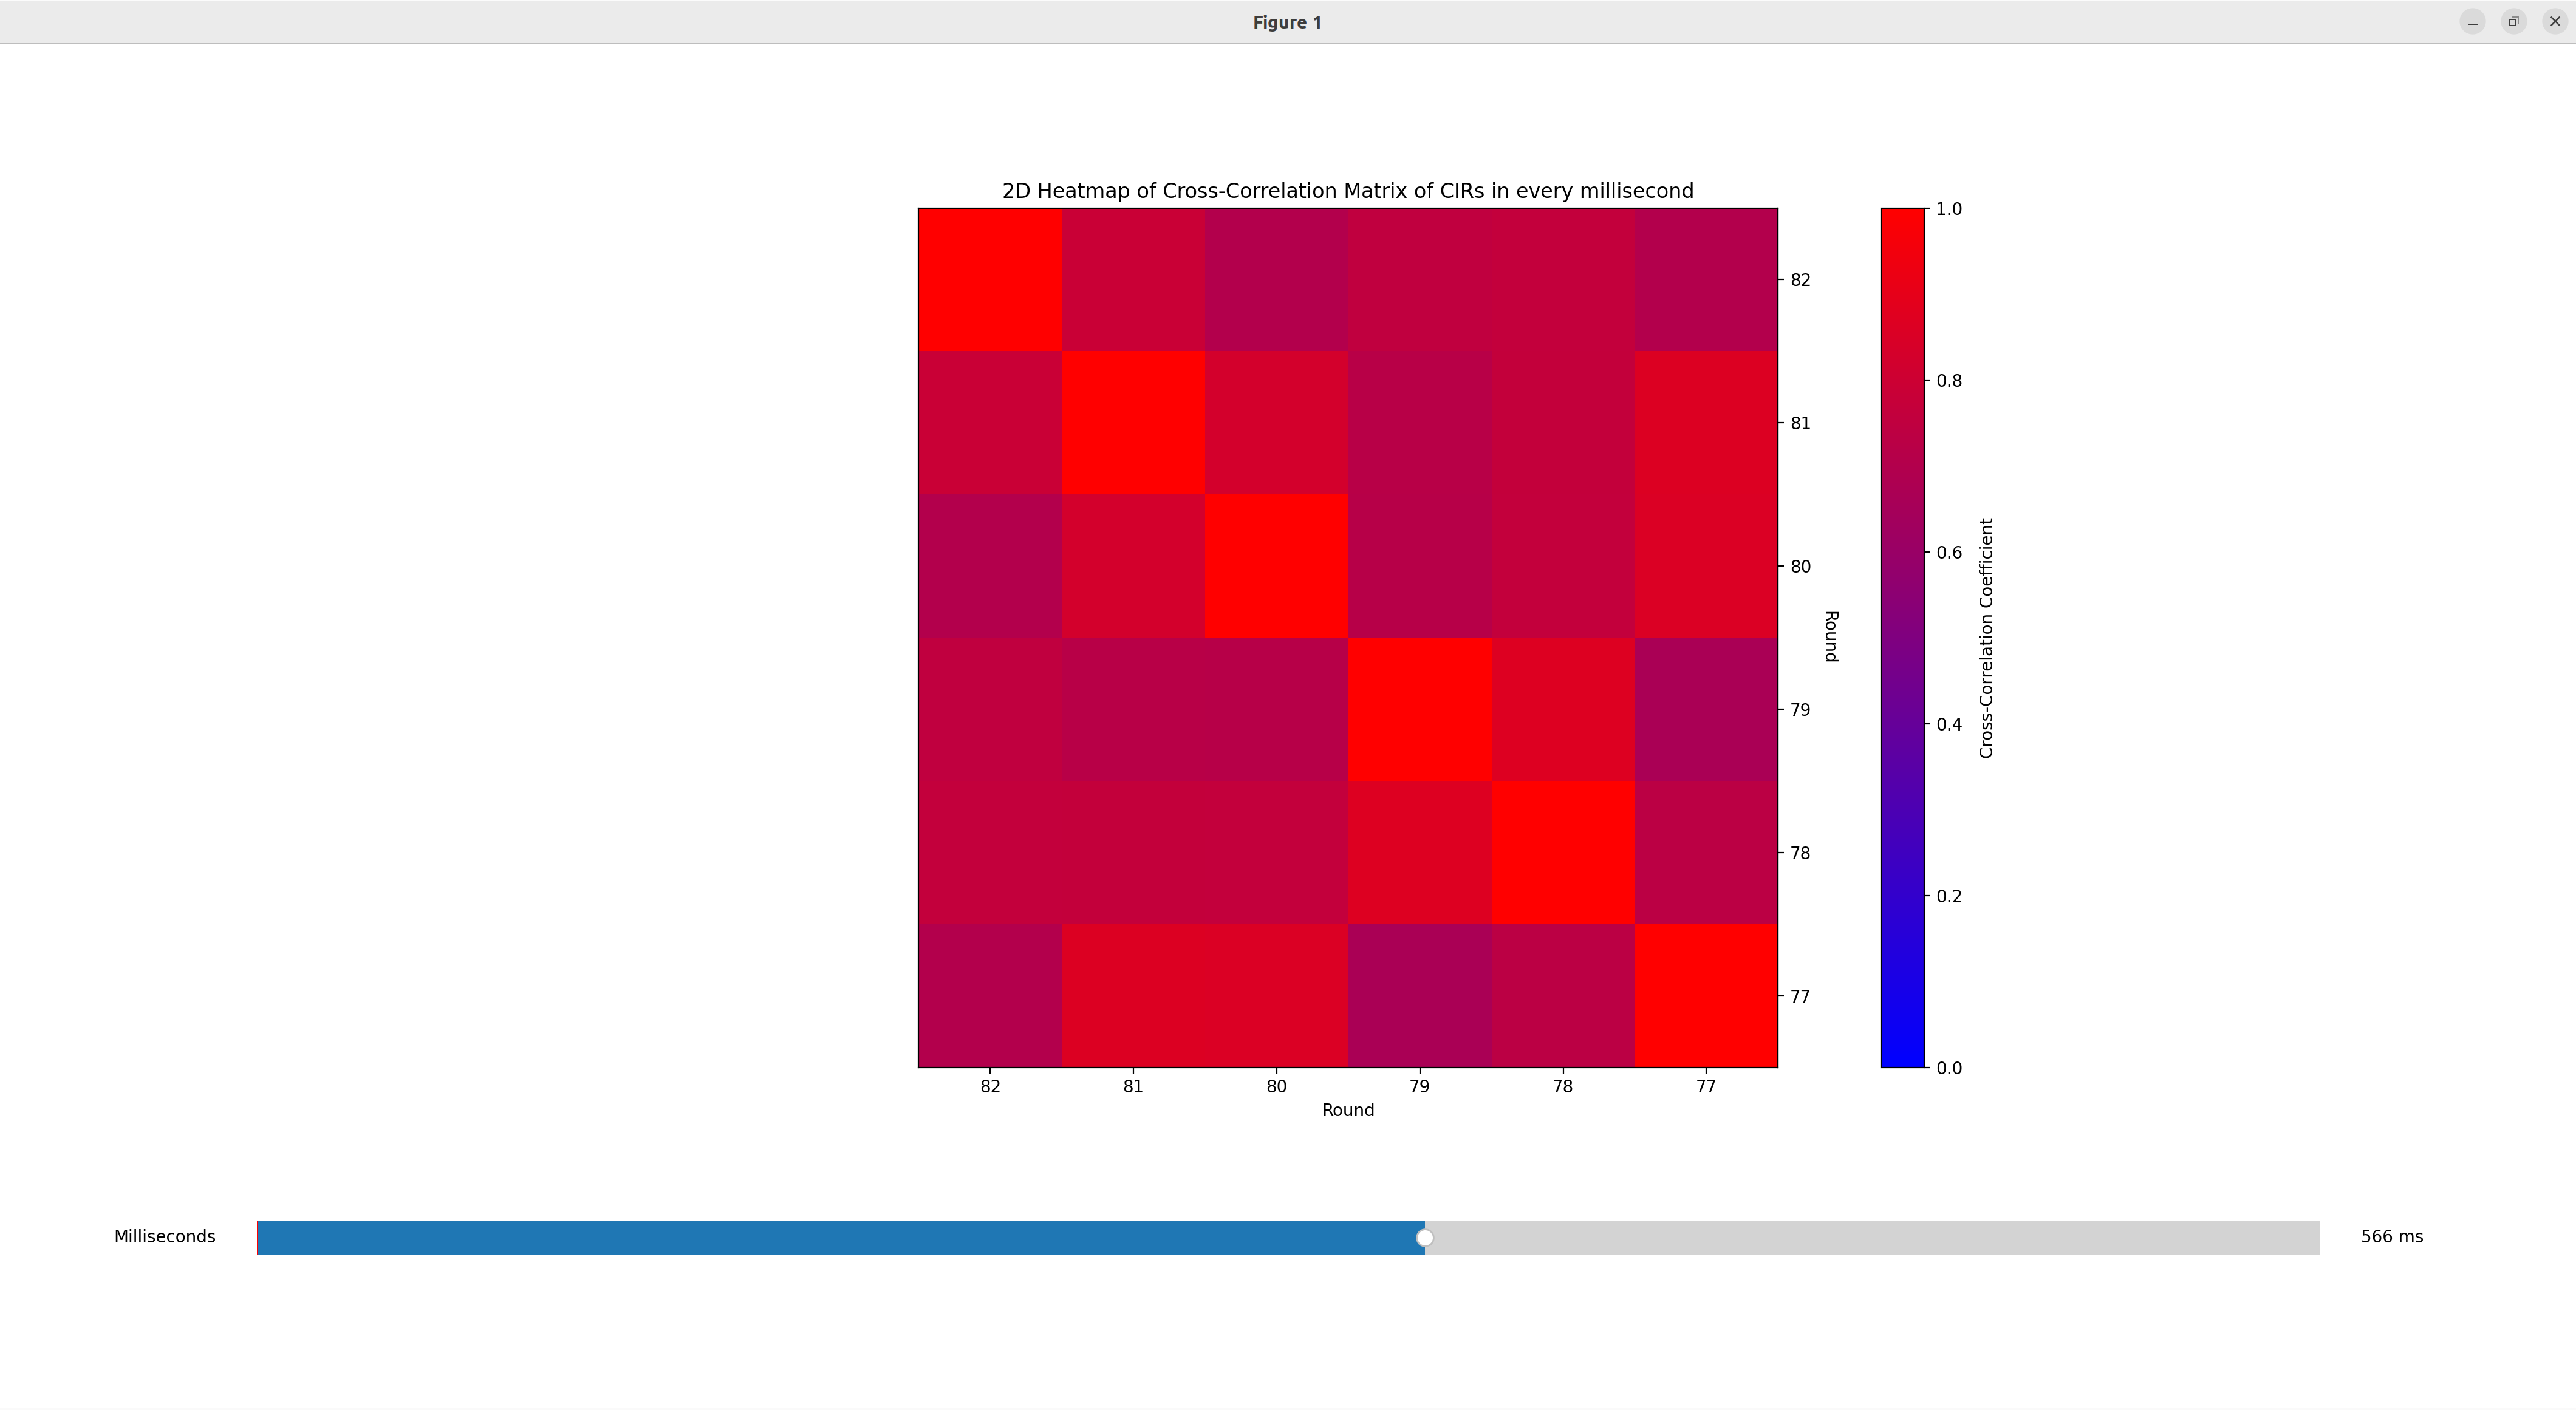 Figure 1
2D Heatmap of Cross-Correlation Matrix of CIRs in every millisecond
82
81
80
79
78
77
Round
82 81 80 79 78 77
Round
1.0
0.8
0.6
0.4
0.2
0.0
Cross-Correlation Coefficient
Milliseconds 566 ms